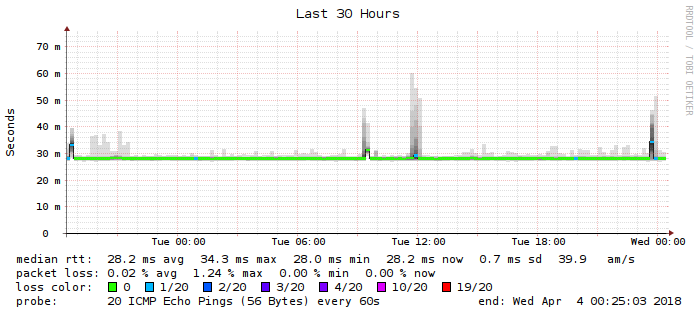 Last 30 Hours
RRDTOOL / TOBI OETIKER
Seconds
70 m
60 m
50 m
40 m
30 m
20 m
10 m
0
Tue 00:00 Tue 06:00 Tue 12:00 Tue 18:00 Wed 00:00
median rtt: 28.2 ms avg 34.3 ms max 28.0 ms min 28.2 ms now 0.7 ms sd 39.9 am/s
packet loss: 0.02 % avg 1.24 % max 0.00 % min 0.00 % now
loss color: 0 1/20 2/20 3/20 4/20 10/20 19/20
probe: 20 ICMP Echo Pings (56 Bytes) every 60s end: Wed Apr 4 00:25:03 2018